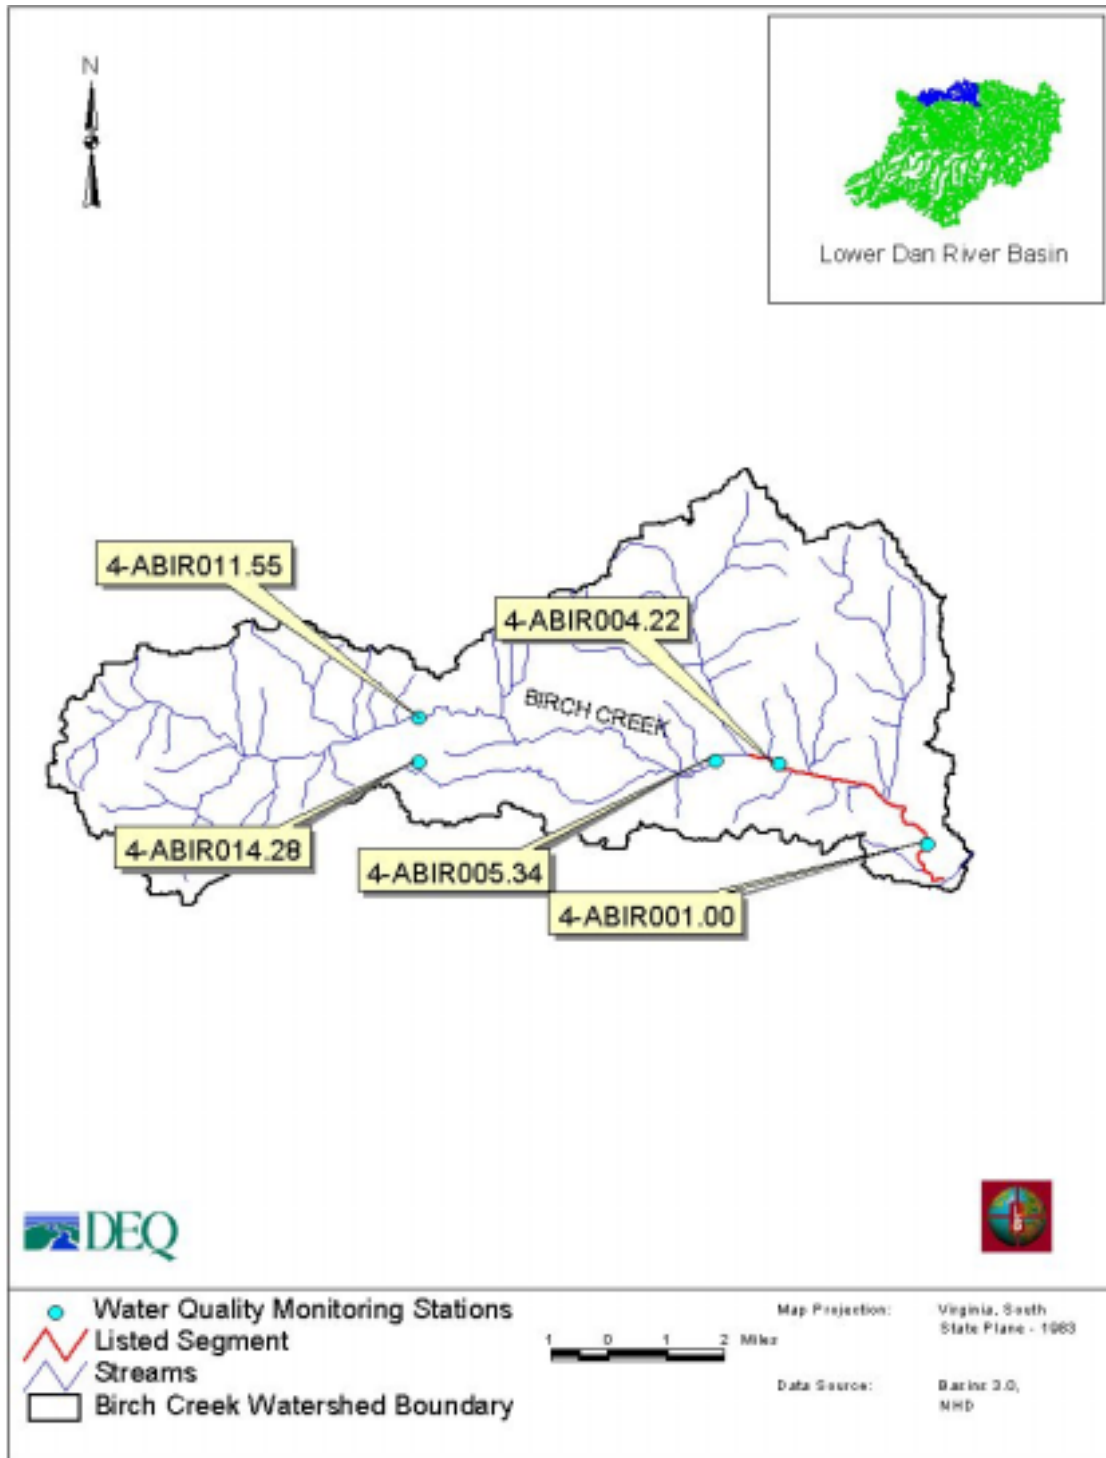 N
Lower Dan River Basin
4-ABIR011.55
4-ABIR004.22
BIRCH CREEK
4-ABIR014.28
4-ABIR005.34
4-ABIR001.00
DEQ
Water Quality Monitoring Stations
Listed Segment
Streams
Birch Creek Watershed Boundary
1 0 1 2 Miles
Map Projection: Virginia, South
State Plane - 1983
Data Source: Basins 3.0,
NHD